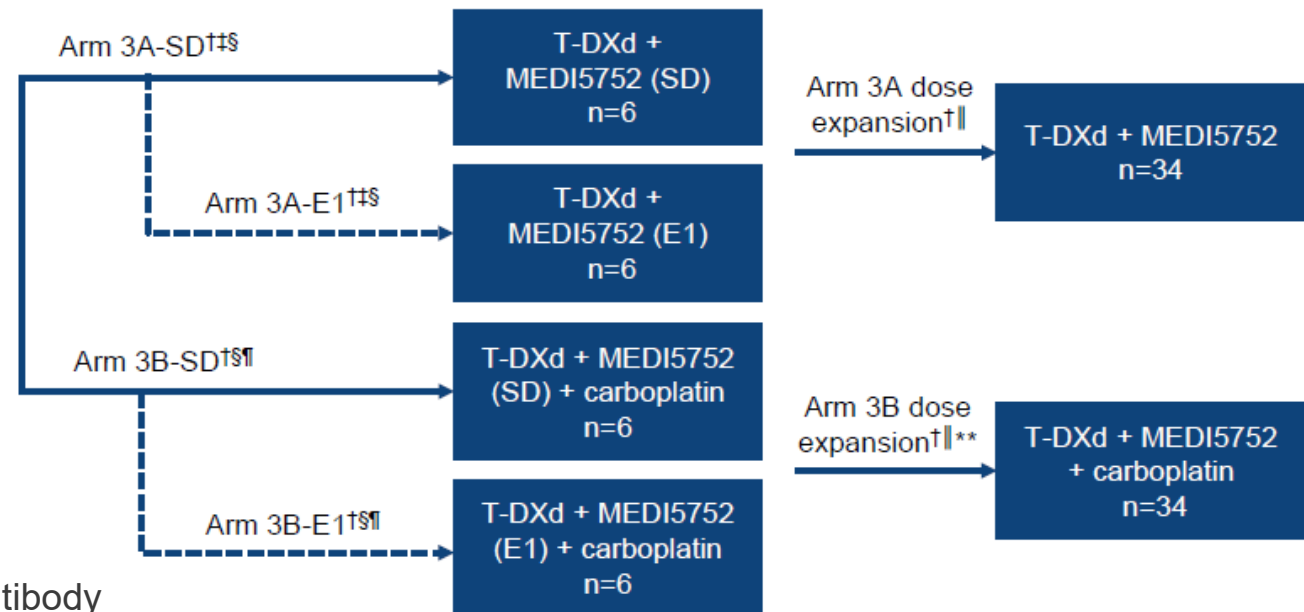 Arm 3A-SD†‡§
T-DXd +
MEDI5752 (SD)
n=6
Arm 3A-E1†‡§
T-DXd +
MEDI5752 (E1)
n=6
Arm 3A dose
expansion†‖
T-DXd + MEDI5752
n=34
Arm 3B-SD†§¶
T-DXd + MEDI5752
(SD) + carboplatin
n=6
Arm 3B-E1†§¶
T-DXd + MEDI5752
(E1) + carboplatin
n=6
Arm 3B dose
expansion†‖**
T-DXd + MEDI5752
+ carboplatin
n=34
tibody